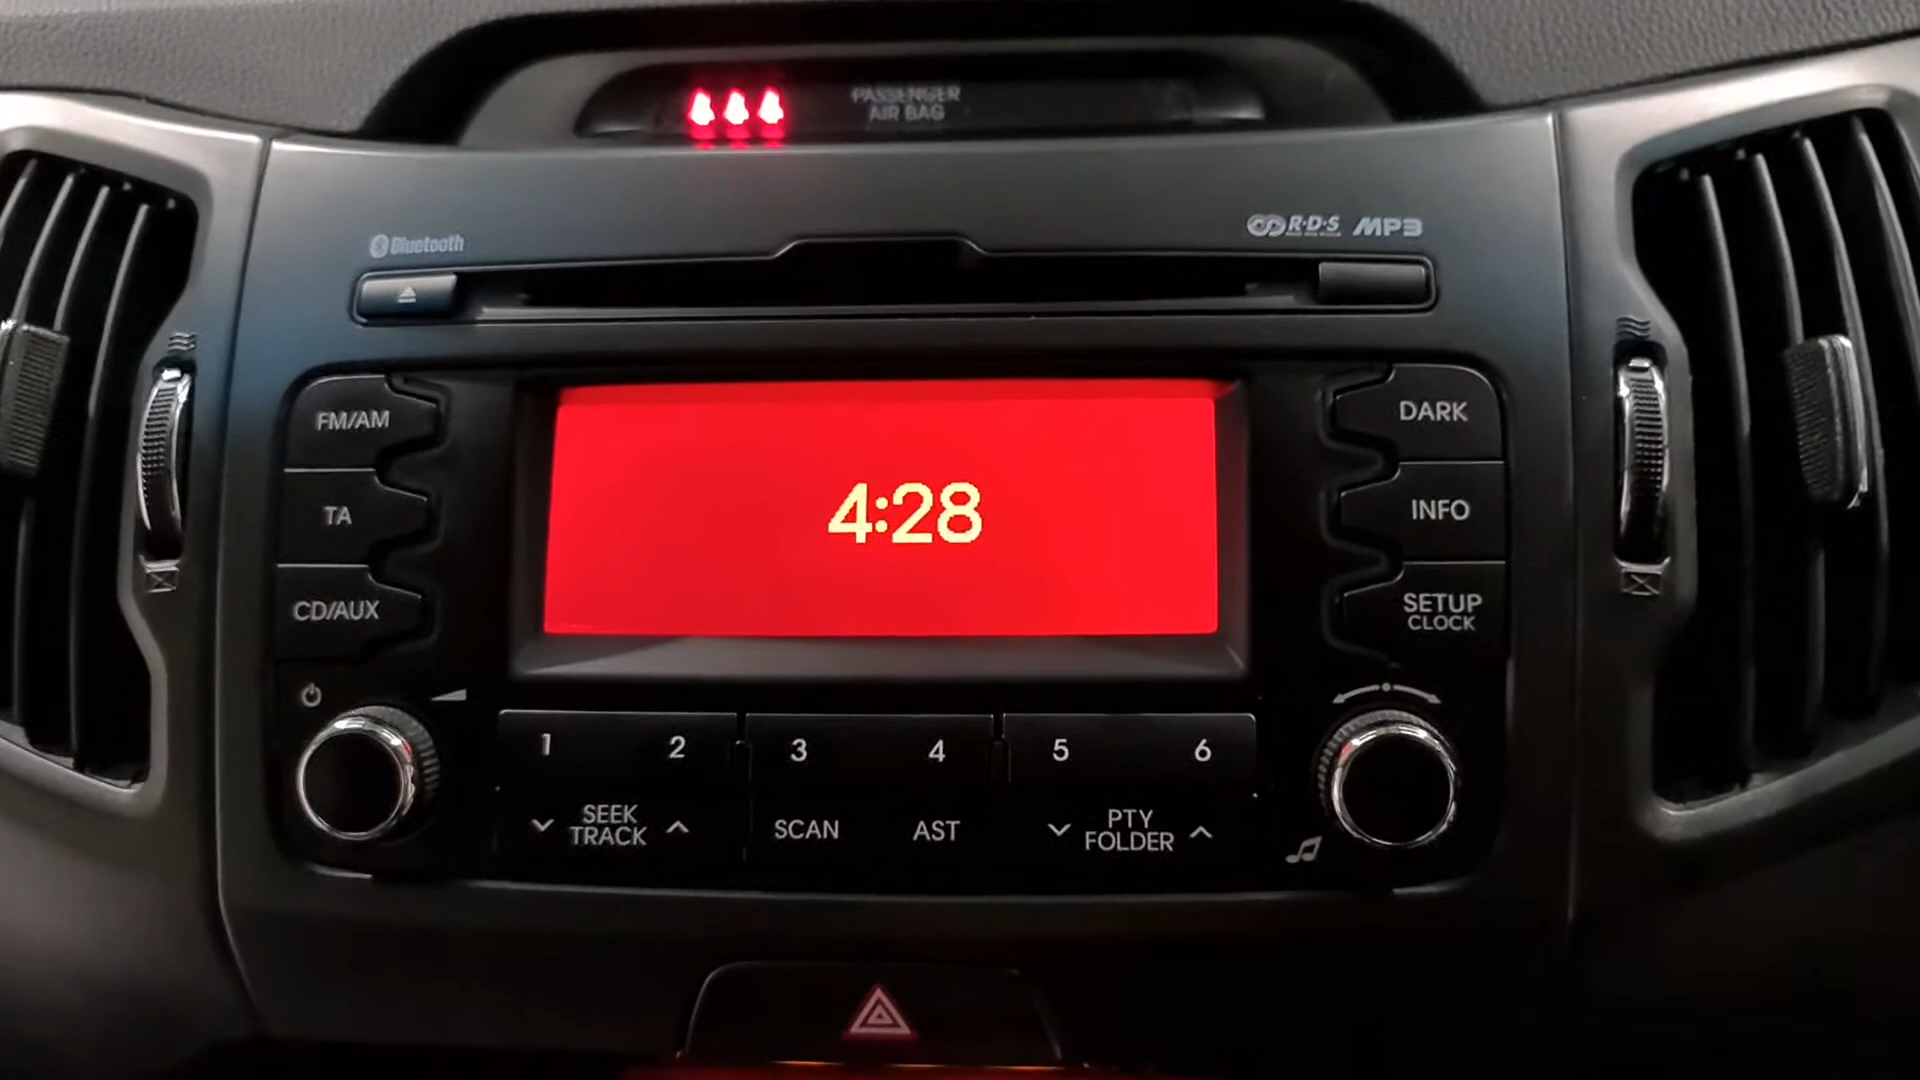 PASSENGER
AIR BAG
Bluetooth
R·D·S MP3
FM/AM
DARK
4:28
TA
INFO
CD/AUX
SETUP
CLOCK
1 2 3 4 5 6
SEEK
TRACK
SCAN
AST
PTY
FOLDER